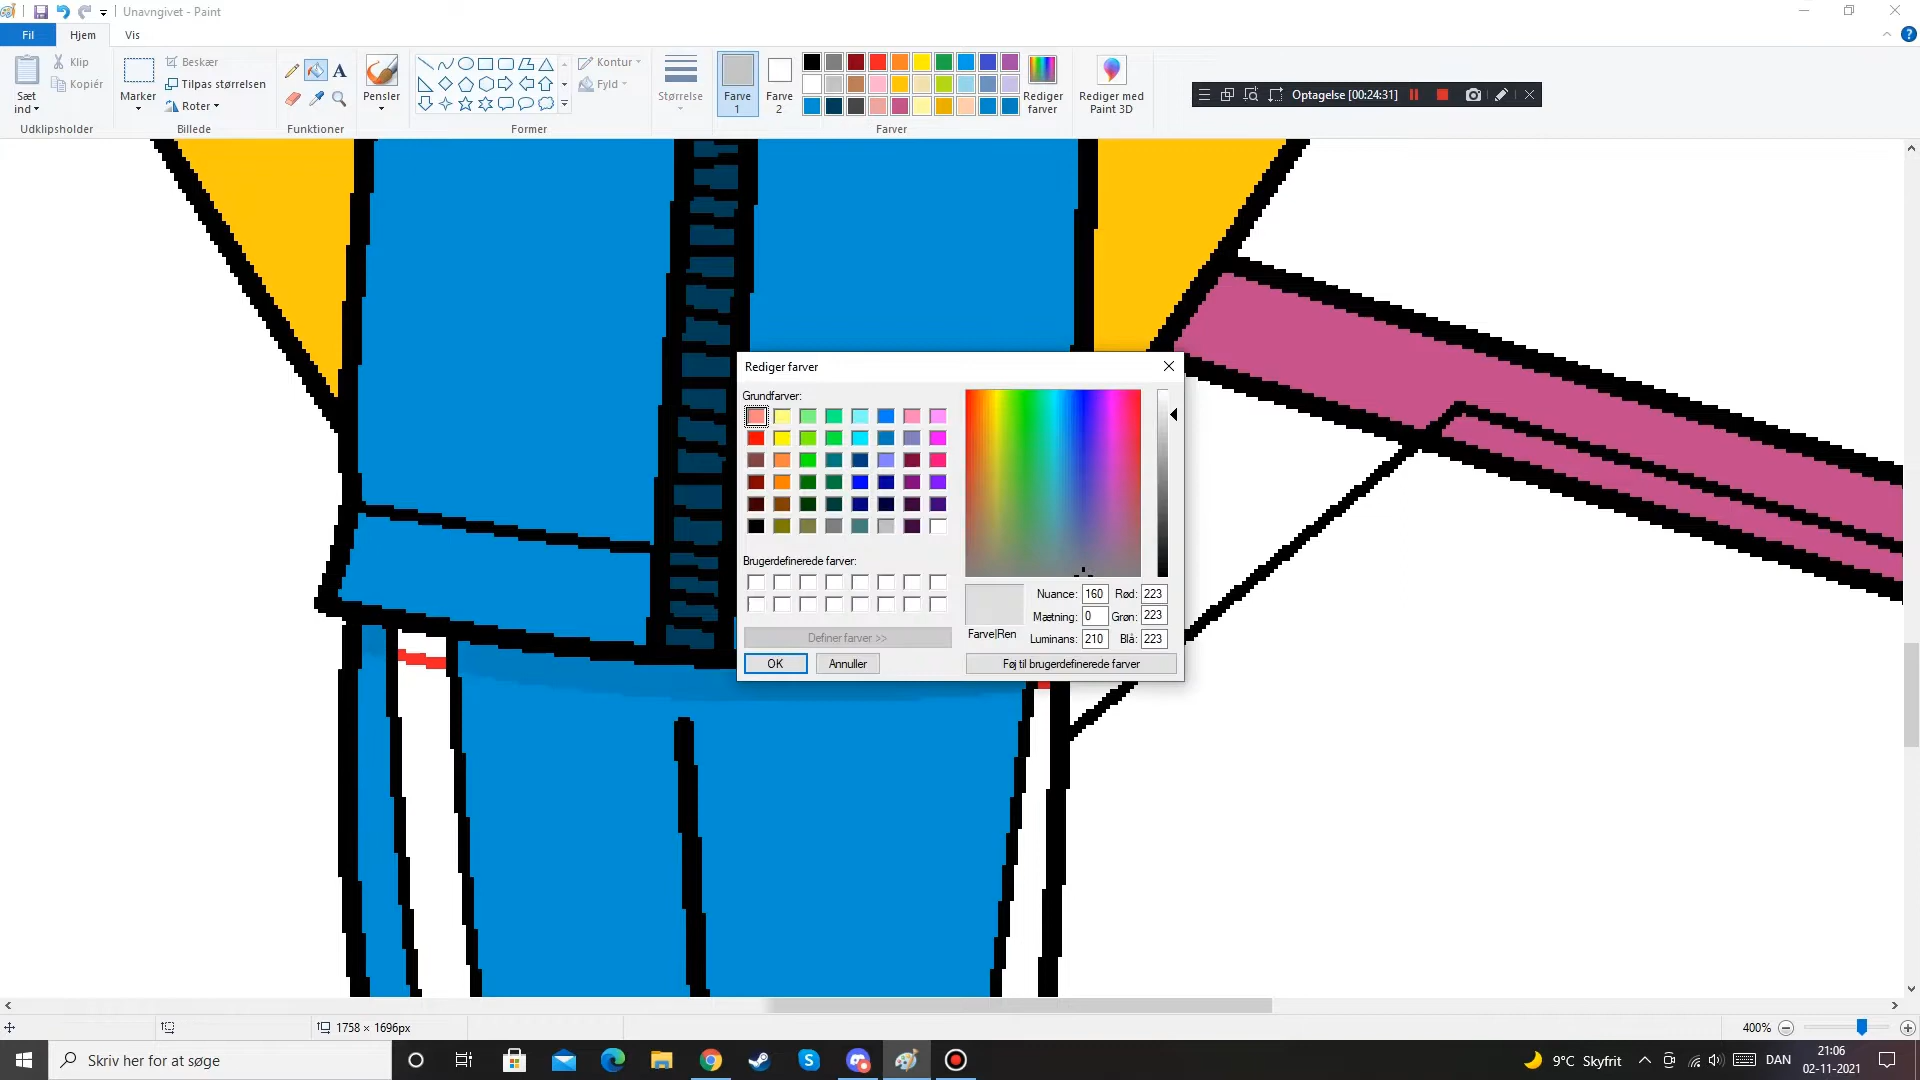 Unavngivet - Paint
Fil
Hjem
Vis
Sæt
ind
Klip
Kopiér
Udklipsholder
Marker
Beskær
Tilpas størrelsen
Roter
Billede
A
Funktioner
Pensler
Kontur
Fyld
Former
Størrelse
Farve
1
Farve
2
Rediger
farver
Farver
Rediger med
Paint 3D
Optagelse [00:24:31]
Rediger farver
Grundfarver:
Brugerdefinerede farver:
Definer farver >>
OK
Annuller
Farve|Ren
Nuance: 160 Rød: 223
Mætning: 0 Grøn: 223
Luminans: 210 Blå: 223
Føj til brugerdefinerede farver
1758 × 1696px
400%
Skriv her for at søge
9°C Skyfrit
DAN
21:06
02-11-2021